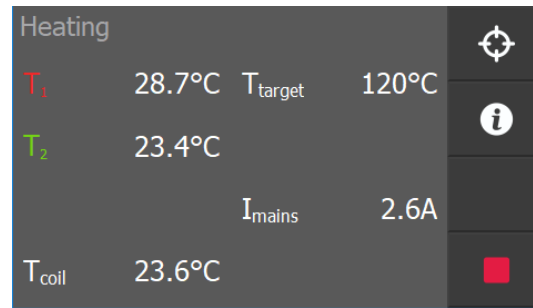 Heating
T1 28.7°C Ttarget 120°C
T2 23.4°C
Imains 2.6A
Tcoil 23.6°C